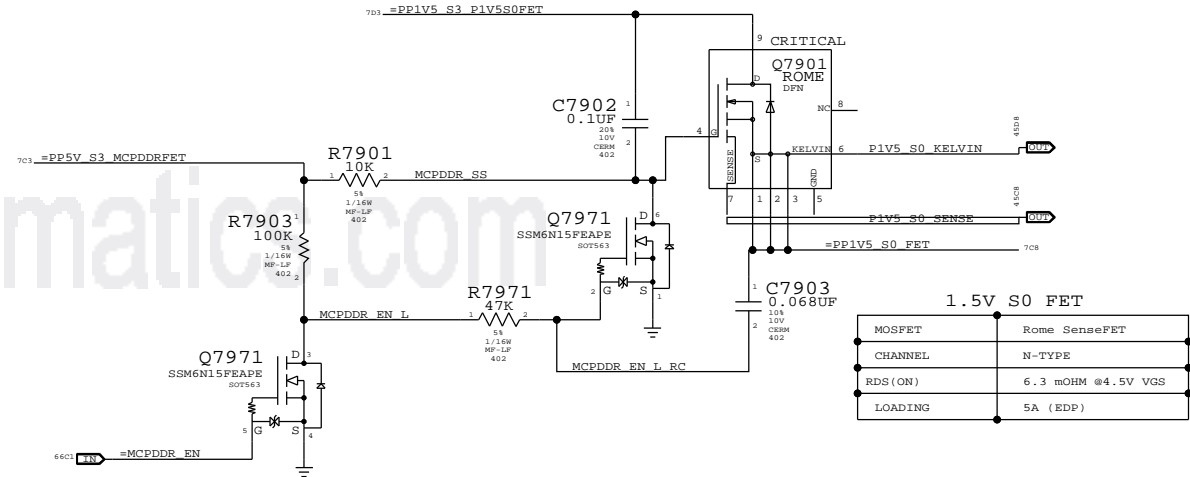 7D3 =PP1V5_S3_P1V5S0FET
9 CRITICAL
Q7901
ROME
DFN
D
NC 8
4 G
SENSE
S
KELVIN 6 P1V5_S0_KELVIN
45D8
OUT
GND
7 1 2 3 5
45C8
P1V5_S0_SENSE
OUT
=PP1V5_S0_FET 7C8
C7902
0.1UF
20%
10V
CERM
402
1
2
7C3 =PP5V_S3_MCPDDRFET
R7901
10K
1 2
5%
1/16W
MF-LF
402
MCPDDR_SS
R7903
100K
5%
1/16W
MF-LF
402
1
2
Q7971
SSM6N15FEAPE
SOT563
D 6
2 G S 1
matics.com
R7971
47K
1 2
5%
1/16W
MF-LF
402
MCPDDR_EN_L
MCPDDR_EN_L_RC
C7903
0.068UF
10%
10V
CERM
402
1
2
Q7971
SSM6N15FEAPE
SOT563
D 3
5 G S 4
66C1 IN =MCPDDR_EN
1.5V S0 FET
MOSFET Rome SenseFET
CHANNEL N-TYPE
RDS(ON) 6.3 mOHM @4.5V VGS
LOADING 5A (EDP)